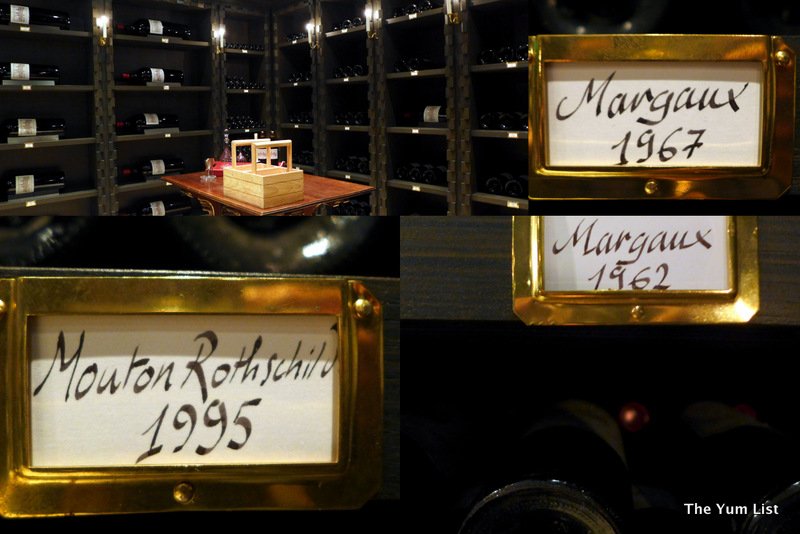 Margaux
1967
Mouton Rothschild
1995
Margaux
1962
The Yum List